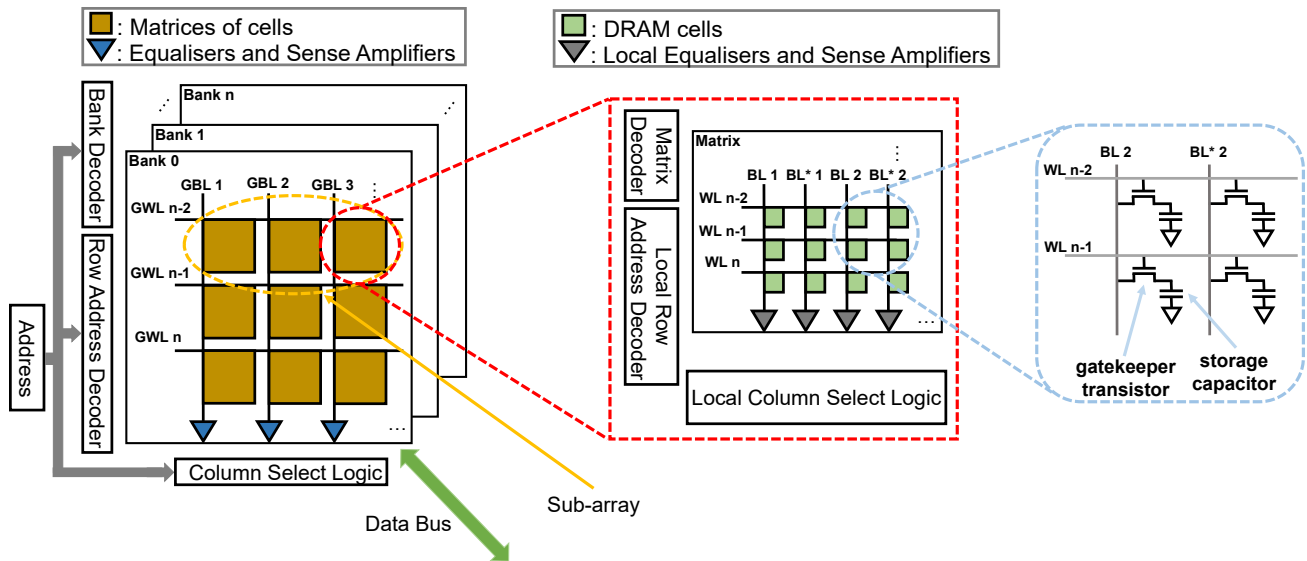 : Matrices of cells
: Equalisers and Sense Amplifiers
: DRAM cells
: Local Equalisers and Sense Amplifiers
Address
Bank Decoder
Row Address Decoder
Bank n
...
...
Bank 1
Bank 0
GBL 1
GBL 2
GBL 3
...
GWL n-2
GWL n-1
GWL n
...
Column Select Logic
Data Bus
Sub-array
Matrix
Decoder
Local Row
Address Decoder
Matrix
...
BL 1
BL* 1
BL 2
BL* 2
WL n-2
WL n-1
WL n
...
Local Column Select Logic
BL 2
BL* 2
WL n-2
WL n-1
gatekeeper
transistor
storage
capacitor